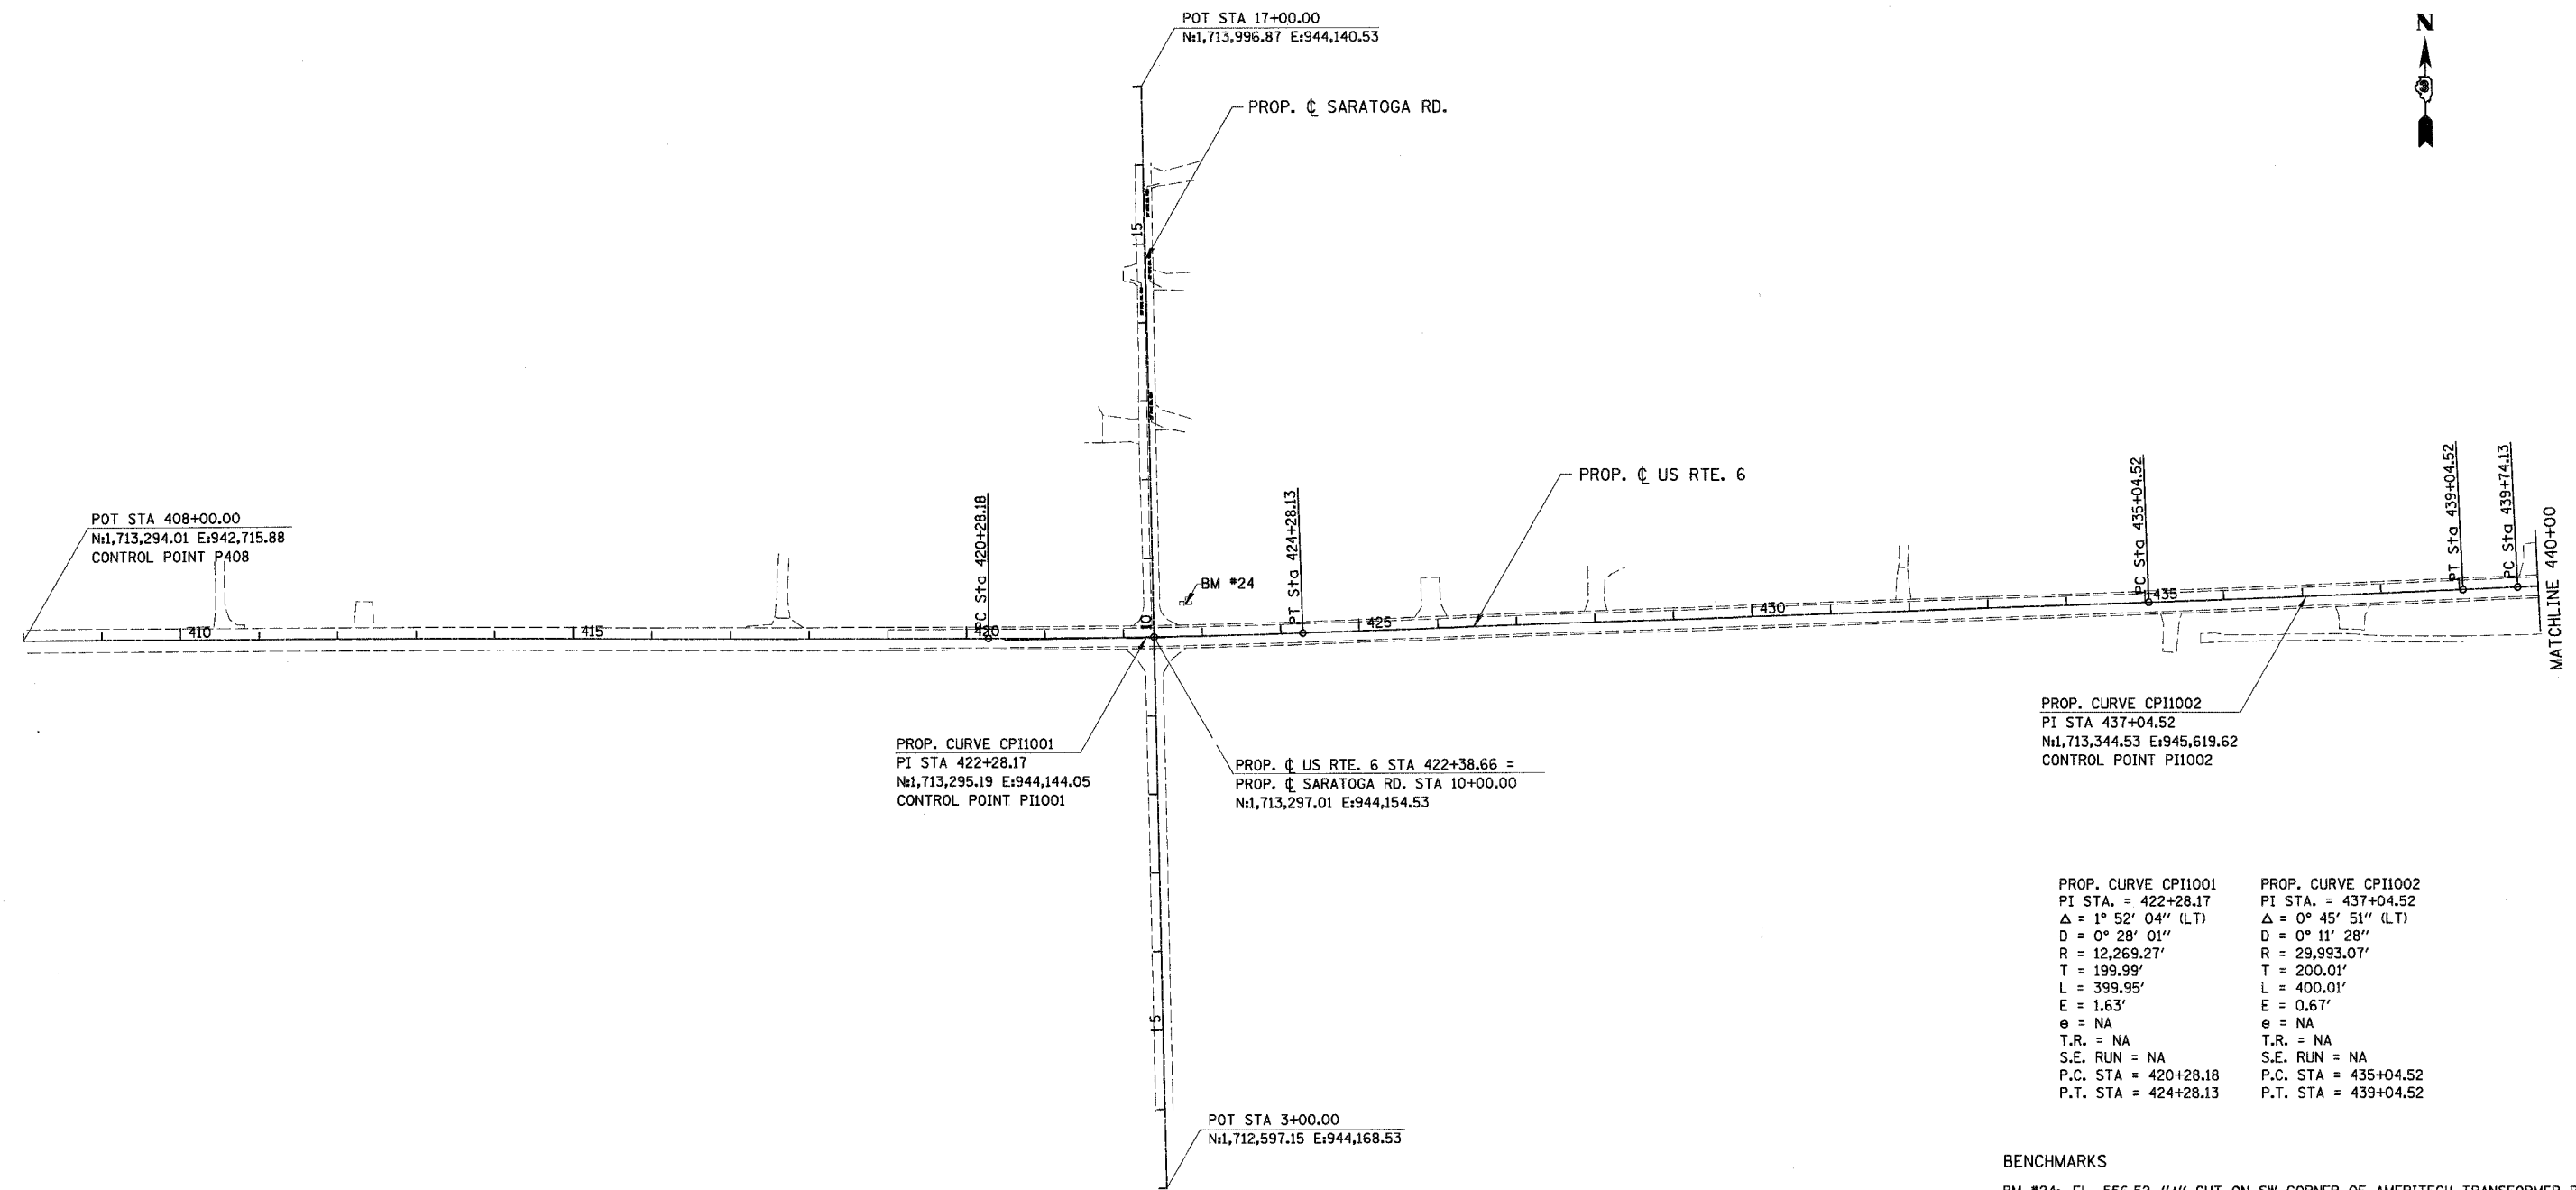 POT STA 17+00.00
N:1,713,996.87 E:944,140.53
N
PROP. ℄ SARATOGA RD.
15
PROP. ℄ US RTE. 6
POT STA 408+00.00
N:1,713,294.01 E:942,715.88
CONTROL POINT P408
PC Sta 420+28.18
PT Sta 424+28.13
PC Sta 435+04.52
PT Sta 439+04.52
PC Sta 439+74.13
MATCHLINE 440+00
BM #24
410
415
420
10
425
430
435
PROP. CURVE CPI1001
PI STA 422+28.17
N:1,713,295.19 E:944,144.05
CONTROL POINT PI1001
PROP. ℄ US RTE. 6 STA 422+38.66 =
PROP. ℄ SARATOGA RD. STA 10+00.00
N:1,713,297.01 E:944,154.53
PROP. CURVE CPI1002
PI STA 437+04.52
N:1,713,344.53 E:945,619.62
CONTROL POINT PI1002
5
POT STA 3+00.00
N:1,712,597.15 E:944,168.53
PROP. CURVE CPI1001
PI STA. = 422+28.17
Δ = 1° 52' 04" (LT)
D = 0° 28' 01"
R = 12,269.27'
T = 199.99'
L = 399.95'
E = 1.63'
e = NA
T.R. = NA
S.E. RUN = NA
P.C. STA = 420+28.18
P.T. STA = 424+28.13
PROP. CURVE CPI1002
PI STA. = 437+04.52
Δ = 0° 45' 51" (LT)
D = 0° 11' 28"
R = 29,993.07'
T = 200.01'
L = 400.01'
E = 0.67'
e = NA
T.R. = NA
S.E. RUN = NA
P.C. STA = 435+04.52
P.T. STA = 439+04.52
BENCHMARKS